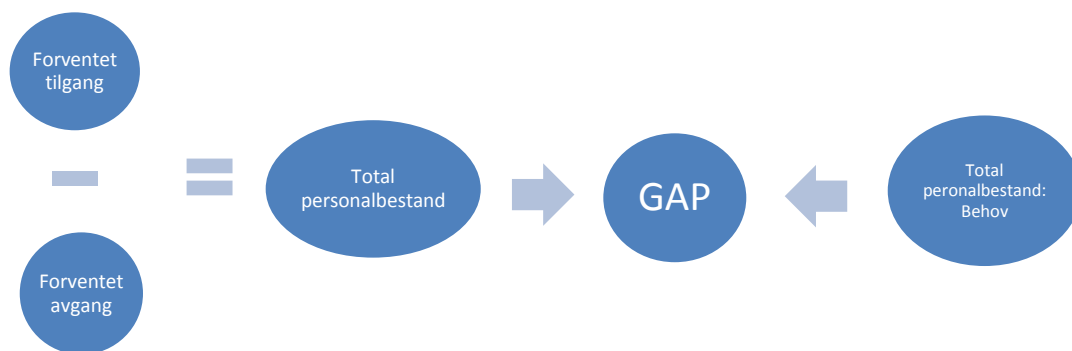 Forventet
tilgang
Forventet
avgang
Total
personalbestand
GAP
Total
peronalbestand:
Behov